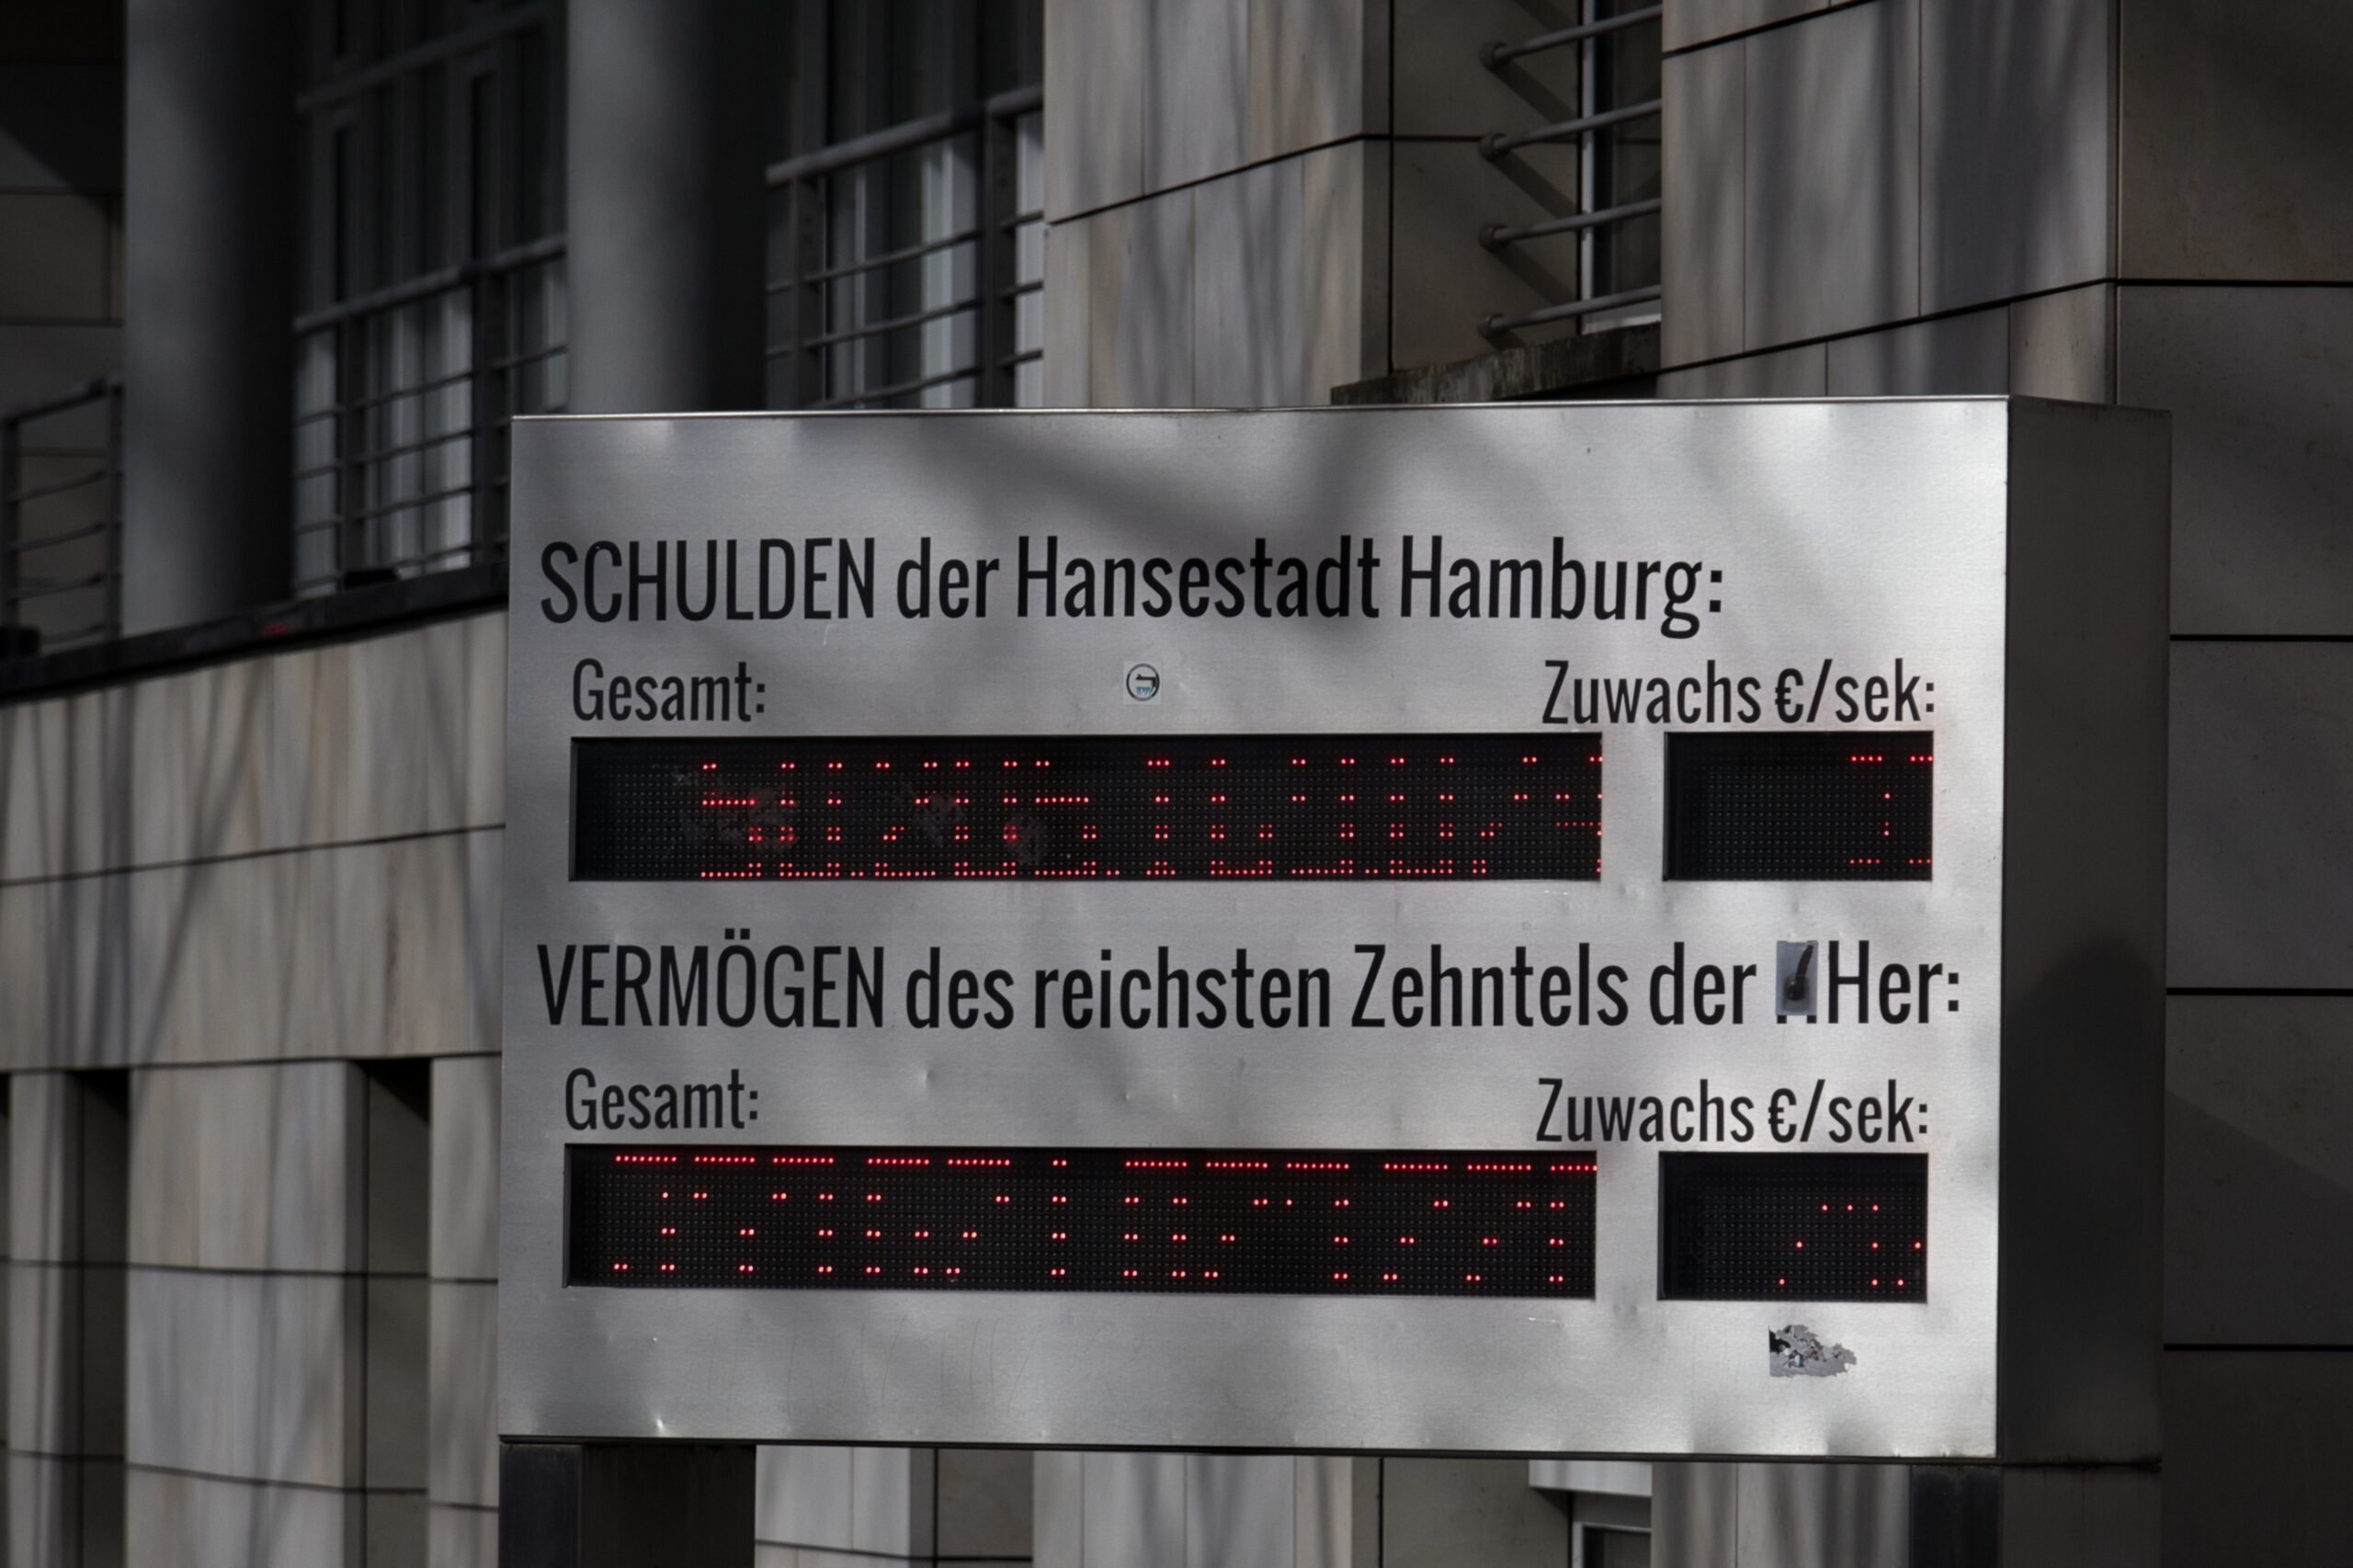 SCHULDEN der Hansestadt Hamburg:
Gesamt: Zuwachs €/sek:
VERMÖGEN des reichsten Zehntels der Her:
Gesamt: Zuwachs €/sek: